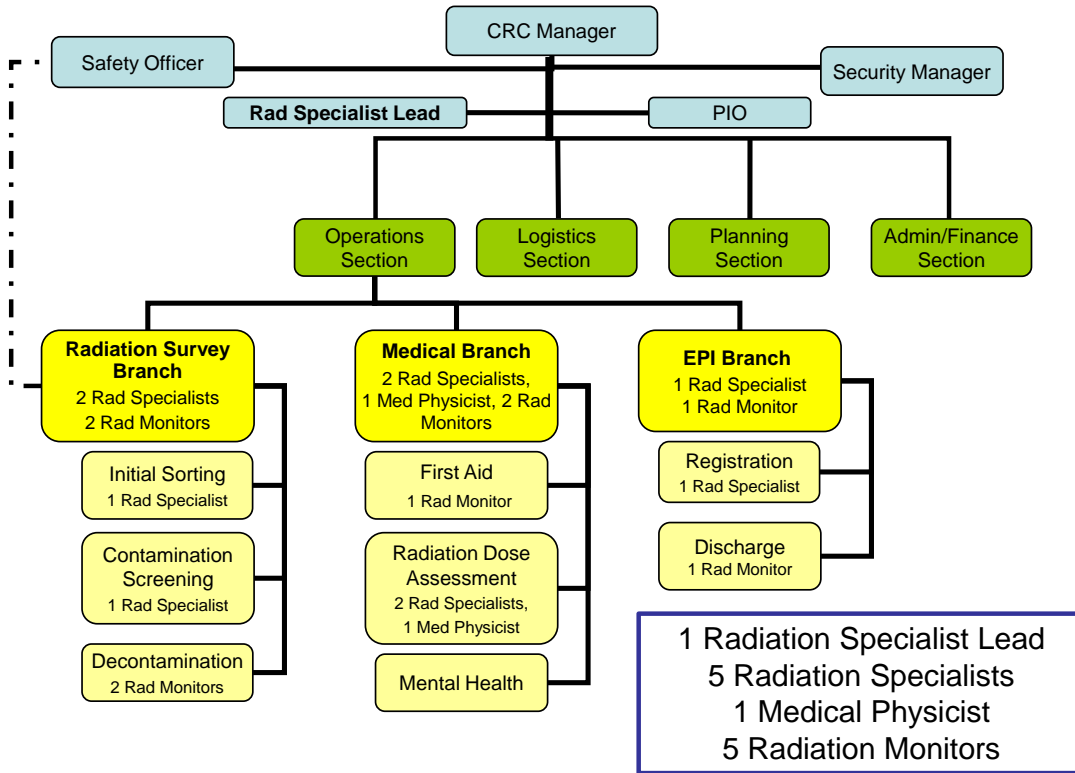 CRC Manager
Safety Officer
Security Manager
Rad Specialist Lead
PIO
Operations
Section
Logistics
Section
Planning
Section
Admin/Finance
Section
Radiation Survey
Branch
2 Rad Specialists
2 Rad Monitors
Medical Branch
2 Rad Specialists,
1 Med Physicist, 2 Rad
Monitors
EPI Branch
1 Rad Specialist
1 Rad Monitor
Initial Sorting
1 Rad Specialist
Contamination
Screening
1 Rad Specialist
Decontamination
2 Rad Monitors
First Aid
1 Rad Monitor
Radiation Dose
Assessment
2 Rad Specialists,
1 Med Physicist
Mental Health
Registration
1 Rad Specialist
Discharge
1 Rad Monitor
1 Radiation Specialist Lead
5 Radiation Specialists
1 Medical Physicist
5 Radiation Monitors